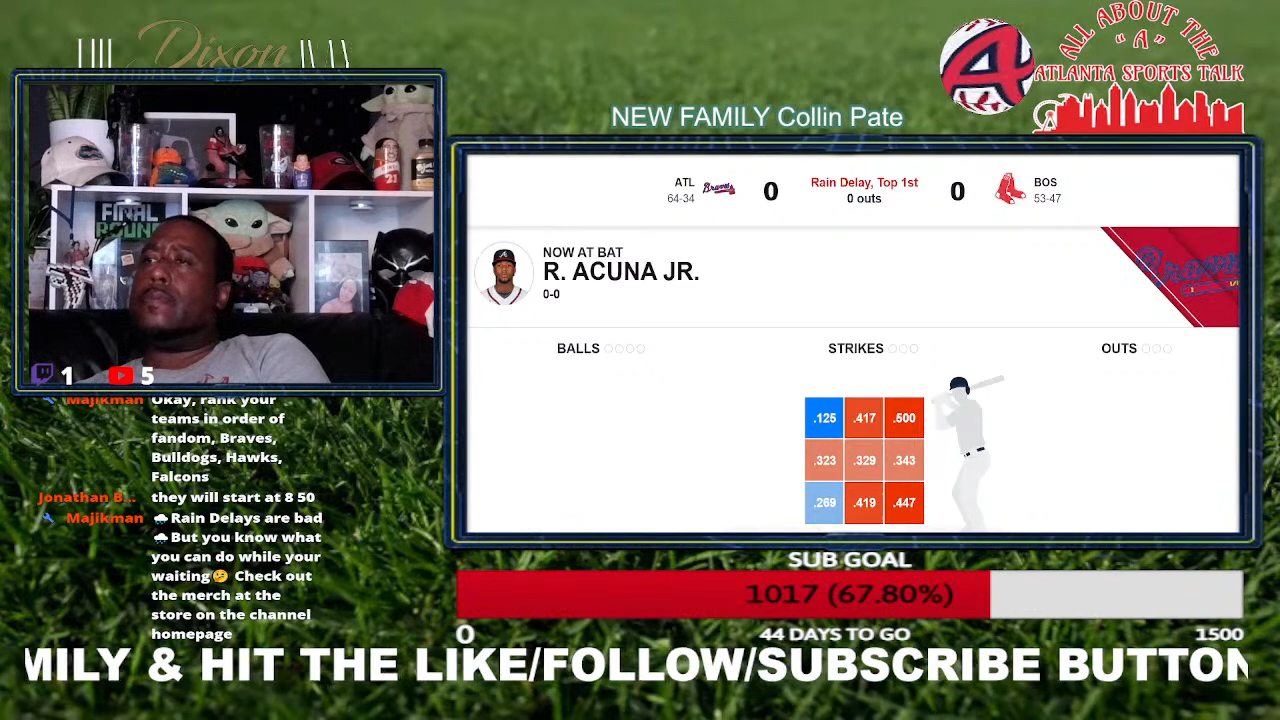 Dixon
ALL ABOUT THE
"A"
ATLANTA SPORTS TALK
NEW FAMILY Collin Pate
FINAL
ROUND
21
1
5
ATL
64-34
Braves
0
Rain Delay, Top 1st
0 outs
0
BOS
53-47
NOW AT BAT
R. ACUNA JR.
0-0
Braves
BALLS
STRIKES
OUTS
.125 .417 .500
.323 .329 .343
.269 .419 .447
Majikman Okay, rank your
teams in order of
fandom, Braves,
Bulldogs, Hawks,
Falcons
Jonathan B... they will start at 8 50
Majikman 🌧Rain Delays are bad
🌧But you know what
you can do while your
waiting🤔 Check out
the merch at the
store on the channel
homepage
SUB GOAL
1017 (67.80%)
0 44 DAYS TO GO 1500
MILY & HIT THE LIKE/FOLLOW/SUBSCRIBE BUTTON